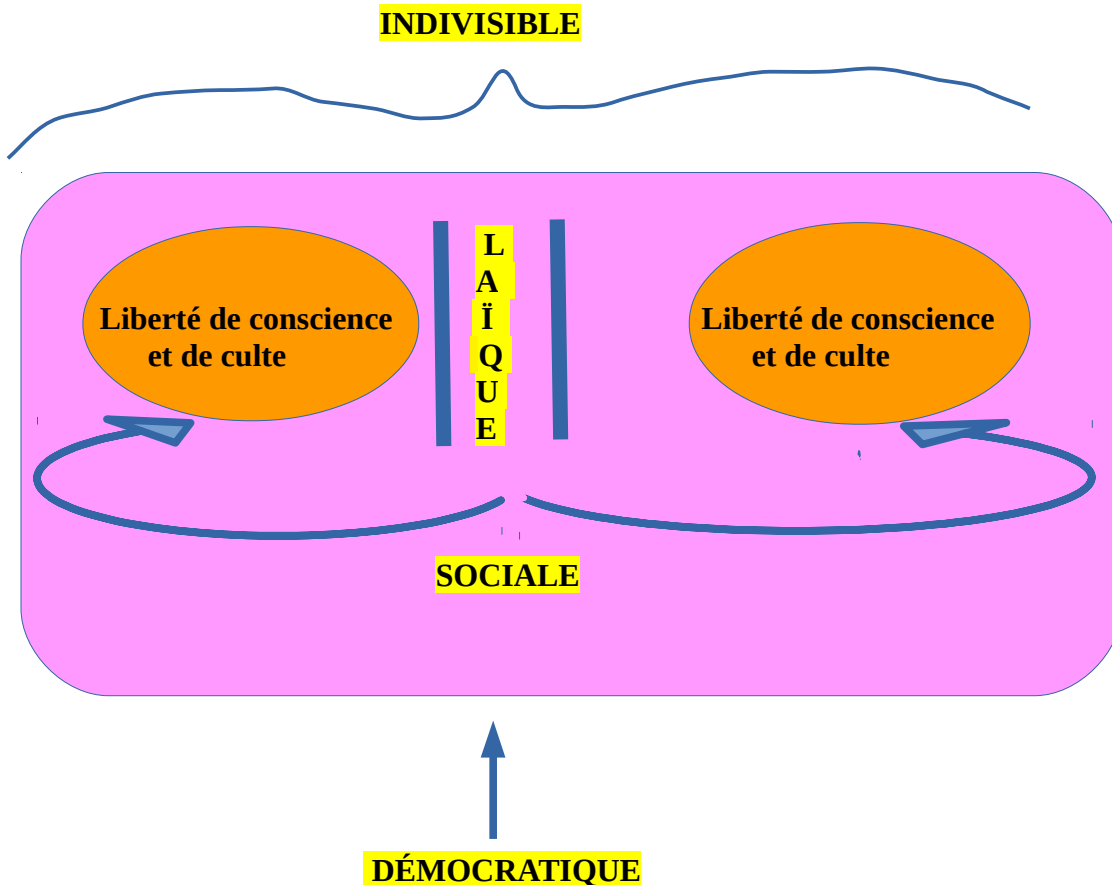 INDIVISIBLE
Liberté de conscience
et de culte
L
A
Ï
Q
U
E
Liberté de conscience
et de culte
SOCIALE
DÉMOCRATIQUE